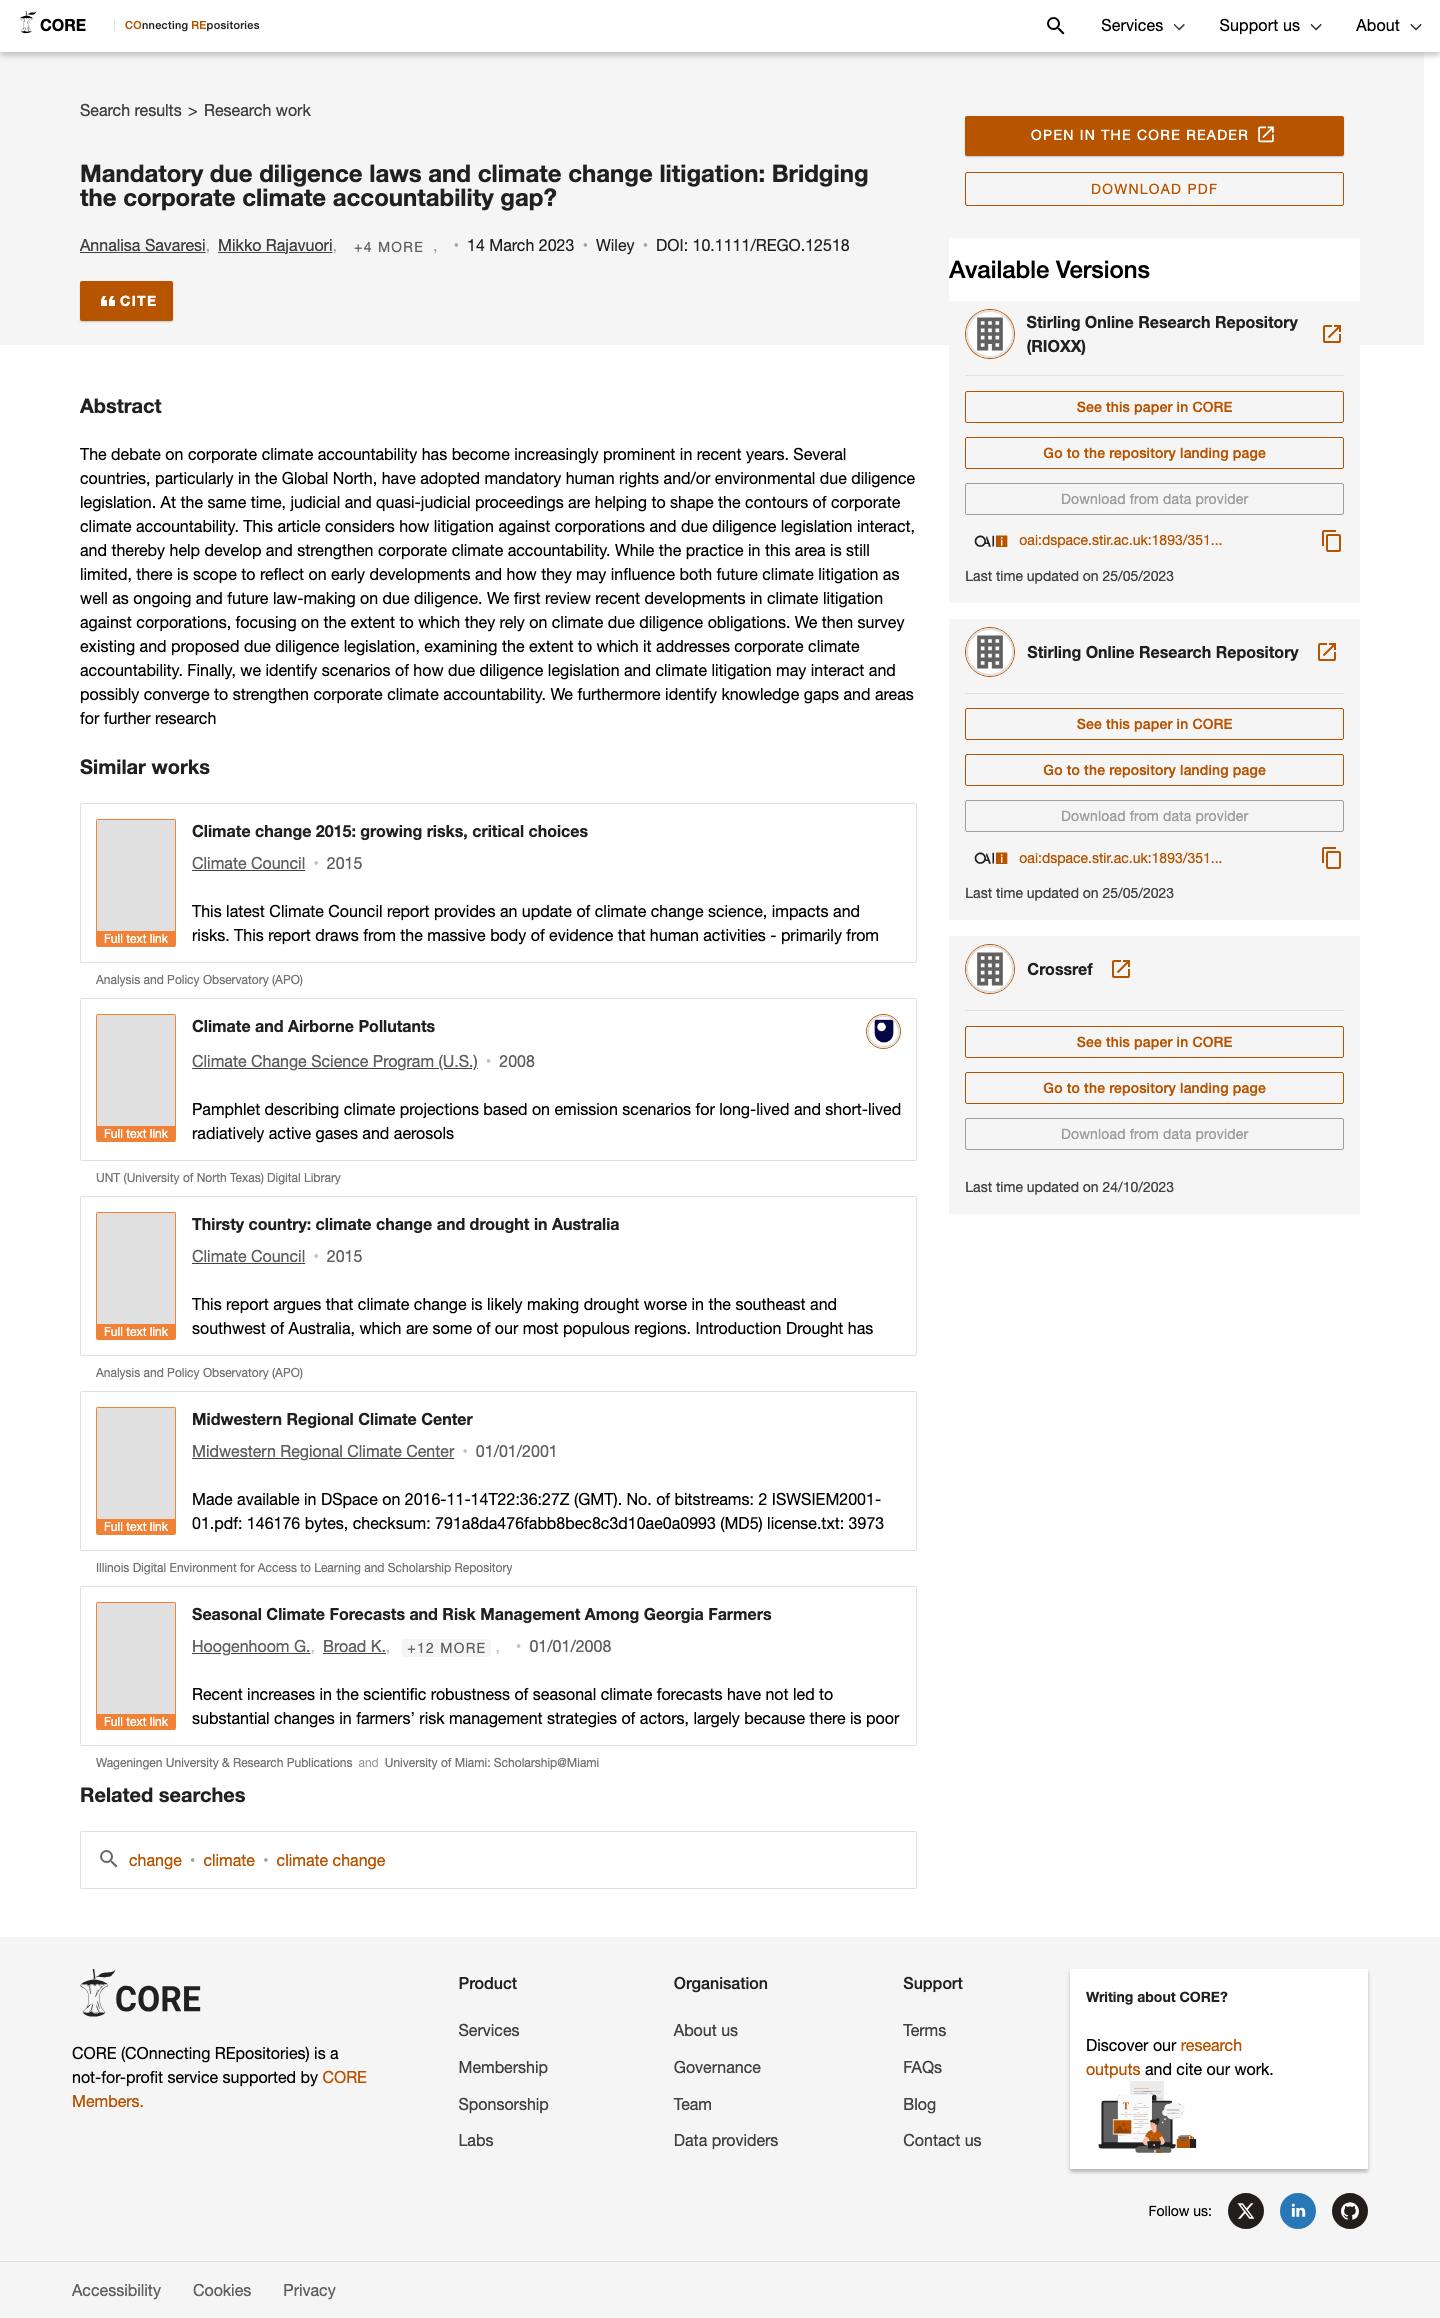 CORE
COnnecting REpositories
Services
Support us
About
Search results > Research work
Mandatory due diligence laws and climate change litigation: Bridging
the corporate climate accountability gap?
Annalisa Savaresi, Mikko Rajavuori, +4 MORE , • 14 March 2023 • Wiley • DOI: 10.1111/REGO.12518
CITE
Abstract
The debate on corporate climate accountability has become increasingly prominent in recent years. Several
countries, particularly in the Global North, have adopted mandatory human rights and/or environmental due diligence
legislation. At the same time, judicial and quasi-judicial proceedings are helping to shape the contours of corporate
climate accountability. This article considers how litigation against corporations and due diligence legislation interact,
and thereby help develop and strengthen corporate climate accountability. While the practice in this area is still
limited, there is scope to reflect on early developments and how they may influence both future climate litigation as
well as ongoing and future law-making on due diligence. We first review recent developments in climate litigation
against corporations, focusing on the extent to which they rely on climate due diligence obligations. We then survey
existing and proposed due diligence legislation, examining the extent to which it addresses corporate climate
accountability. Finally, we identify scenarios of how due diligence legislation and climate litigation may interact and
possibly converge to strengthen corporate climate accountability. We furthermore identify knowledge gaps and areas
for further research
Similar works
Full text link
Climate change 2015: growing risks, critical choices
Climate Council • 2015
This latest Climate Council report provides an update of climate change science, impacts and
risks. This report draws from the massive body of evidence that human activities - primarily from
Analysis and Policy Observatory (APO)
Full text link
Climate and Airborne Pollutants
Climate Change Science Program (U.S.) • 2008
Pamphlet describing climate projections based on emission scenarios for long-lived and short-lived
radiatively active gases and aerosols
UNT (University of North Texas) Digital Library
Full text link
Thirsty country: climate change and drought in Australia
Climate Council • 2015
This report argues that climate change is likely making drought worse in the southeast and
southwest of Australia, which are some of our most populous regions. Introduction Drought has
Analysis and Policy Observatory (APO)
Full text link
Midwestern Regional Climate Center
Midwestern Regional Climate Center • 01/01/2001
Made available in DSpace on 2016-11-14T22:36:27Z (GMT). No. of bitstreams: 2 ISWSIEM2001-
01.pdf: 146176 bytes, checksum: 791a8da476fabb8bec8c3d10ae0a0993 (MD5) license.txt: 3973
Illinois Digital Environment for Access to Learning and Scholarship Repository
Full text link
Seasonal Climate Forecasts and Risk Management Among Georgia Farmers
Hoogenhoom G., Broad K., +12 MORE , • 01/01/2008
Recent increases in the scientific robustness of seasonal climate forecasts have not led to
substantial changes in farmers’ risk management strategies of actors, largely because there is poor
Wageningen University & Research Publications and University of Miami: Scholarship@Miami
Related searches
change • climate • climate change
OPEN IN THE CORE READER
DOWNLOAD PDF
Available Versions
Stirling Online Research Repository
(RIOXX)
See this paper in CORE
Go to the repository landing page
Download from data provider
OAI oai:dspace.stir.ac.uk:1893/351...
Last time updated on 25/05/2023
Stirling Online Research Repository
See this paper in CORE
Go to the repository landing page
Download from data provider
OAI oai:dspace.stir.ac.uk:1893/351...
Last time updated on 25/05/2023
Crossref
See this paper in CORE
Go to the repository landing page
Download from data provider
Last time updated on 24/10/2023
CORE
CORE (COnnecting REpositories) is a
not-for-profit service supported by CORE
Members.
Product
Services
Membership
Sponsorship
Labs
Organisation
About us
Governance
Team
Data providers
Support
Terms
FAQs
Blog
Contact us
Writing about CORE?
Discover our research
outputs and cite our work.
T
Follow us:
X
in
Accessibility
Cookies
Privacy